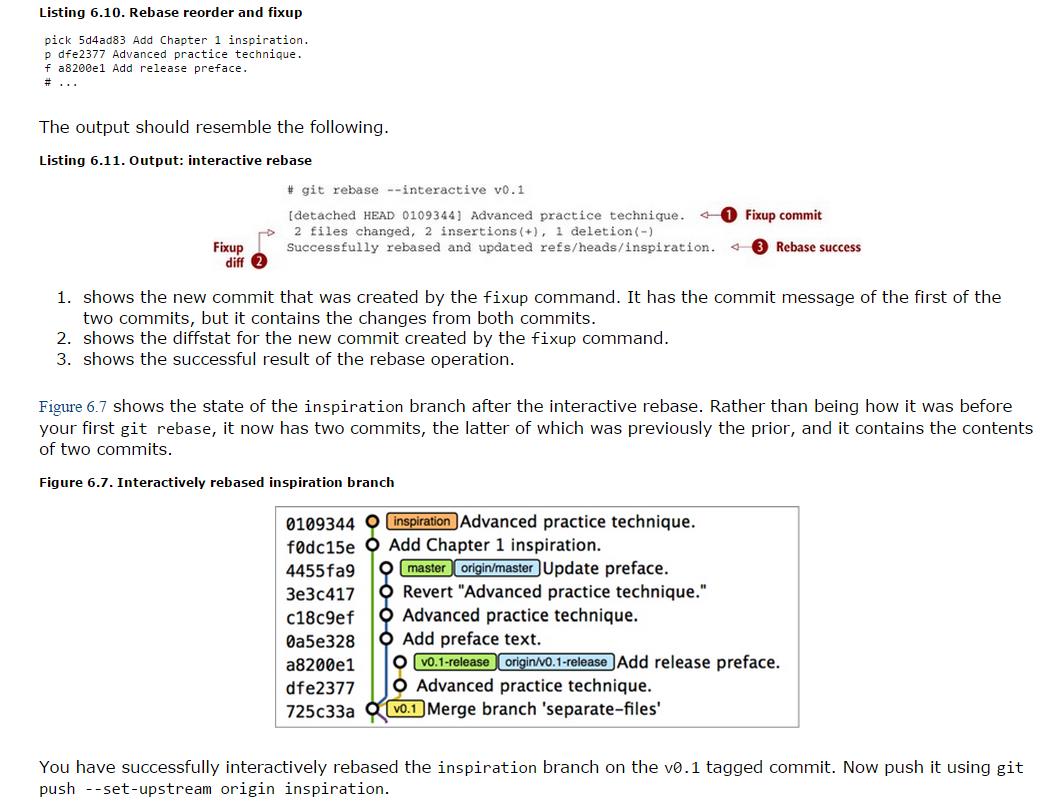 Listing 6.10. Rebase reorder and fixup
pick 5d4ad83 Add Chapter 1 inspiration.
p dfe2377 Advanced practice technique.
f a8200e1 Add release preface.
# ...
The output should resemble the following.
Listing 6.11. Output: interactive rebase
# git rebase --interactive v0.1
[detached HEAD 0109344] Advanced practice technique. 1 Fixup commit
2 files changed, 2 insertions(+), 1 deletion(-)
Successfully rebased and updated refs/heads/inspiration. 3 Rebase success
Fixup
diff 2
1. shows the new commit that was created by the fixup command. It has the commit message of the first of the
two commits, but it contains the changes from both commits.
2. shows the diffstat for the new commit created by the fixup command.
3. shows the successful result of the rebase operation.
Figure 6.7 shows the state of the inspiration branch after the interactive rebase. Rather than being how it was before
your first git rebase, it now has two commits, the latter of which was previously the prior, and it contains the contents
of two commits.
Figure 6.7. Interactively rebased inspiration branch
0109344 inspiration Advanced practice technique.
f0dc15e Add Chapter 1 inspiration.
4455fa9 master origin/master Update preface.
3e3c417 Revert "Advanced practice technique."
c18c9ef Advanced practice technique.
0a5e328 Add preface text.
a8200e1 v0.1-release origin/v0.1-release Add release preface.
dfe2377 Advanced practice technique.
725c33a v0.1 Merge branch 'separate-files'
You have successfully interactively rebased the inspiration branch on the v0.1 tagged commit. Now push it using git
push --set-upstream origin inspiration.